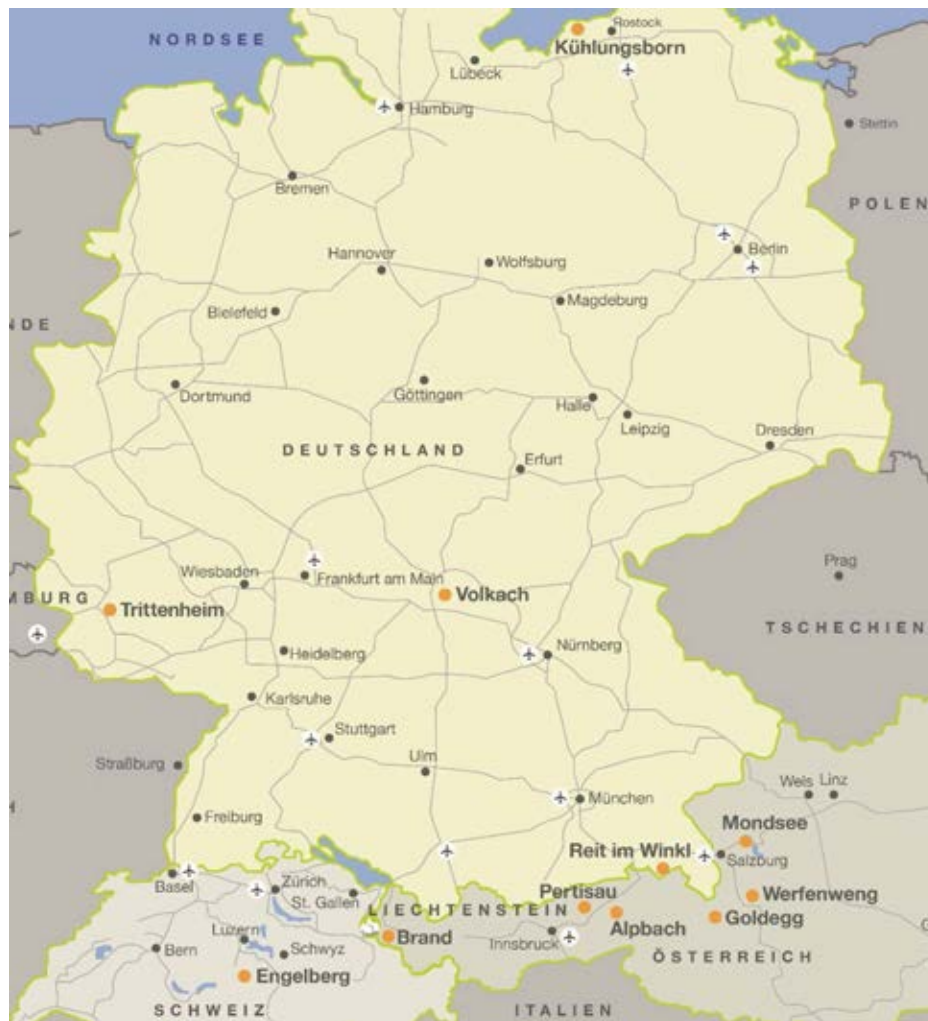 NORDSEE
Rostock
Kühlungsborn
Lübeck
Hamburg
Stettin
Bremen
POLEN
Berlin
Hannover
Wolfsburg
Magdeburg
Bielefeld
NDE
Dortmund
Göttingen
Halle
Leipzig
Dresden
DEUTSCHLAND
Erfurt
Prag
Wiesbaden
Frankfurt am Main
Volkach
MBURG
Trittenheim
TSCHECHIEN
Nürnberg
Heidelberg
Karlsruhe
Stuttgart
Ulm
Straßburg
Wels
Linz
München
Freiburg
Mondsee
Reit im Winkl
Salzburg
Basel
Zürich
St. Gallen
Pertisau
Werfenweng
LIECHTENSTEIN
Goldegg
Alpbach
Luzern
Brand
Innsbruck
Bern
Schwyz
ÖSTERREICH
Engelberg
SCHWEIZ
ITALIEN